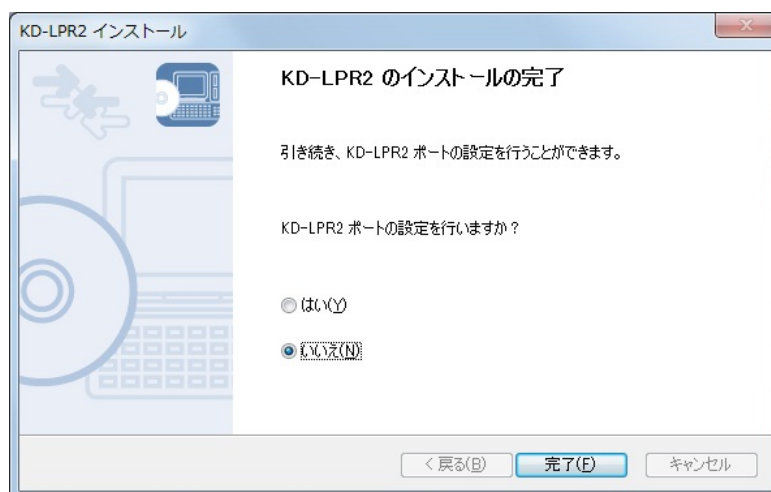 KD-LPR2 インストール
KD-LPR2 のインストールの完了
引き続き、KD-LPR2 ポートの設定を行うことができます。
KD-LPR2 ポートの設定を行いますか？
はい(Y)
いいえ(N)
< 戻る(B)
完了(F)
キャンセル